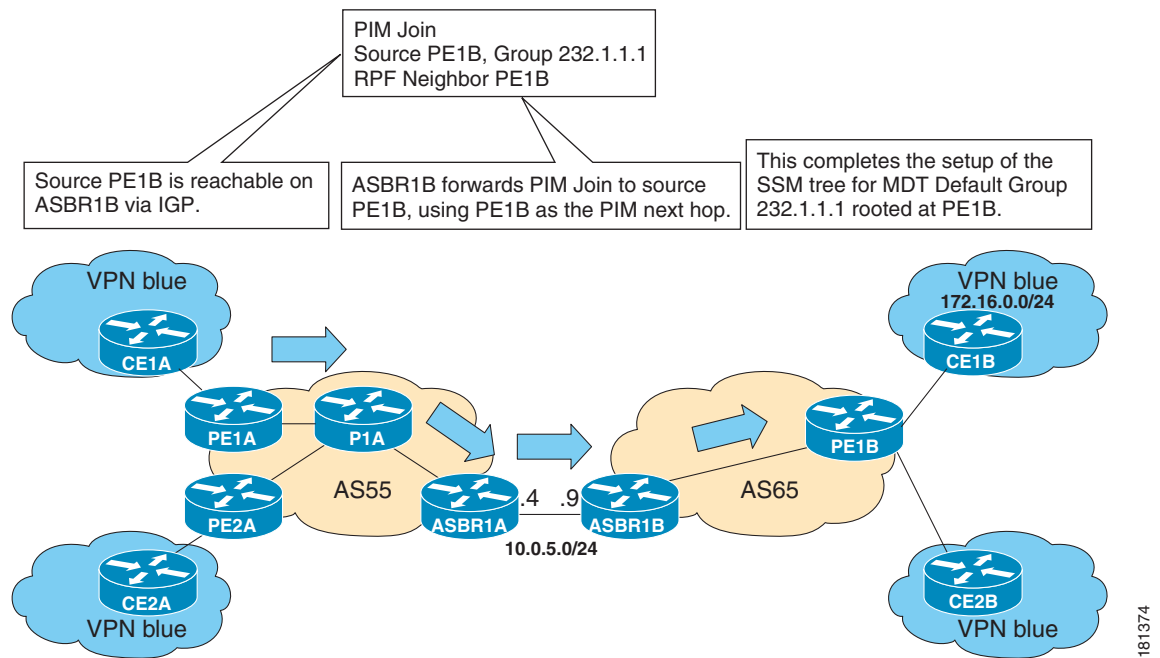 PIM Join
Source PE1B, Group 232.1.1.1
RPF Neighbor PE1B
Source PE1B is reachable on
ASBR1B via IGP.
ASBR1B forwards PIM Join to source
PE1B, using PE1B as the PIM next hop.
This completes the setup of the
SSM tree for MDT Default Group
232.1.1.1 rooted at PE1B.
VPN blue
CE1A
VPN blue
172.16.0.0/24
CE1B
PE1A
P1A
PE1B
PE2A
AS55
ASBR1A
.4
.9
ASBR1B
AS65
10.0.5.0/24
CE2A
VPN blue
CE2B
VPN blue
181374